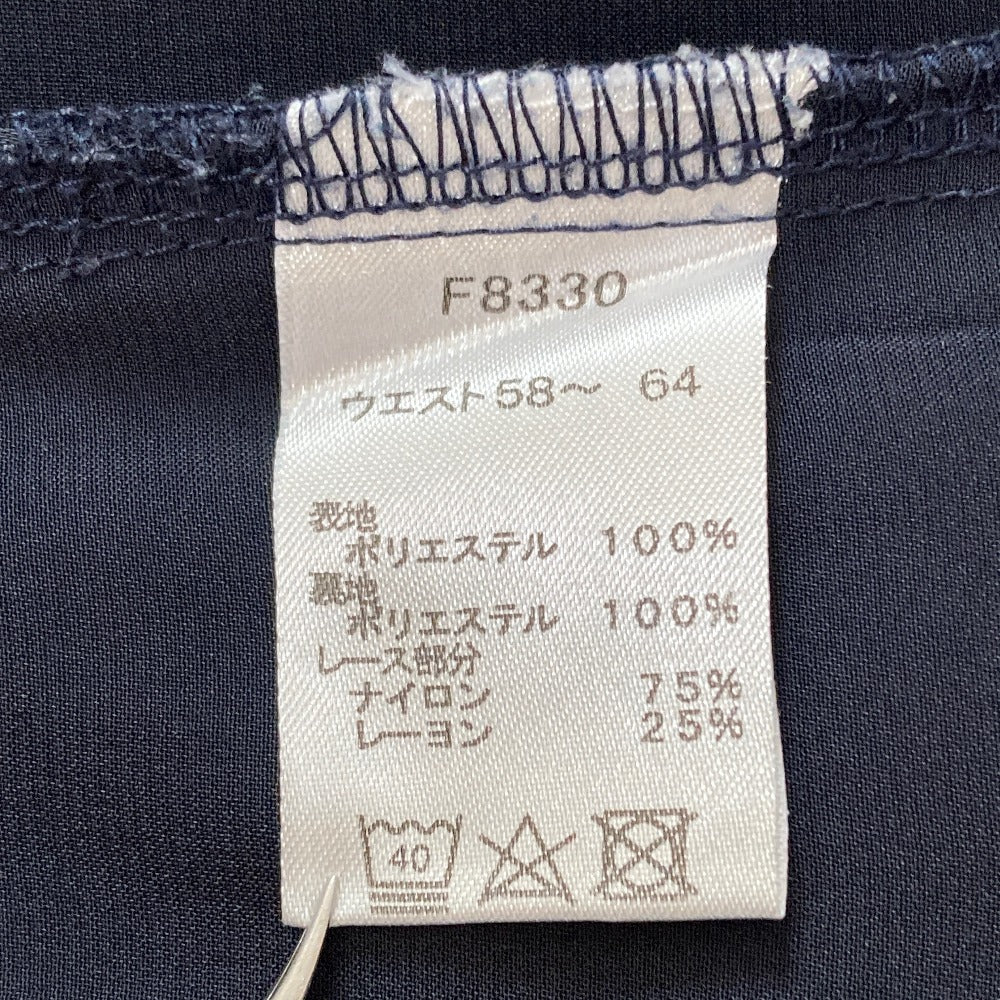 F8330
ウエスト58〜 64
表地
ポリエステル 100%
裏地
ポリエステル 100%
レース部分
ナイロン 75%
レーヨン 25%
40